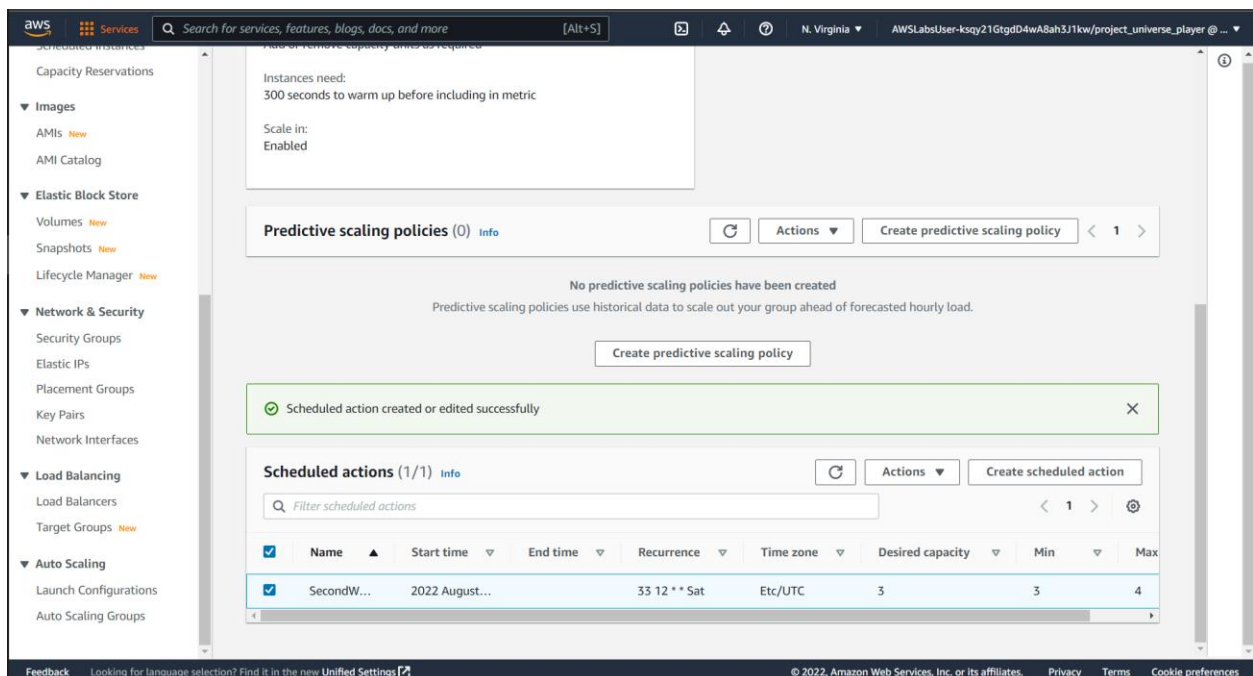 aws
Services
Search for services, features, blogs, docs, and more
[Alt+S]
N. Virginia
AWSLabsUser-ksqy21GtgdD4wA8ah3J1kw/project_universe_player @ ...
Scheduled Instances
Capacity Reservations
Images
AMIs New
AMI Catalog
Elastic Block Store
Volumes New
Snapshots New
Lifecycle Manager New
Network & Security
Security Groups
Elastic IPs
Placement Groups
Key Pairs
Network Interfaces
Load Balancing
Load Balancers
Target Groups New
Auto Scaling
Launch Configurations
Auto Scaling Groups
Add or remove capacity units as required
Instances need:
300 seconds to warm up before including in metric
Scale in:
Enabled
Predictive scaling policies (0) Info
Actions
Create predictive scaling policy
1
No predictive scaling policies have been created
Predictive scaling policies use historical data to scale out your group ahead of forecasted hourly load.
Create predictive scaling policy
Scheduled action created or edited successfully
Scheduled actions (1/1) Info
Actions
Create scheduled action
Filter scheduled actions
1
Name Start time End time Recurrence Time zone Desired capacity Min Max
SecondW... 2022 August... 33 12 * * Sat Etc/UTC 3 3 4
Feedback Looking for language selection? Find it in the new Unified Settings
© 2022, Amazon Web Services, Inc. or its affiliates. Privacy Terms Cookie preferences